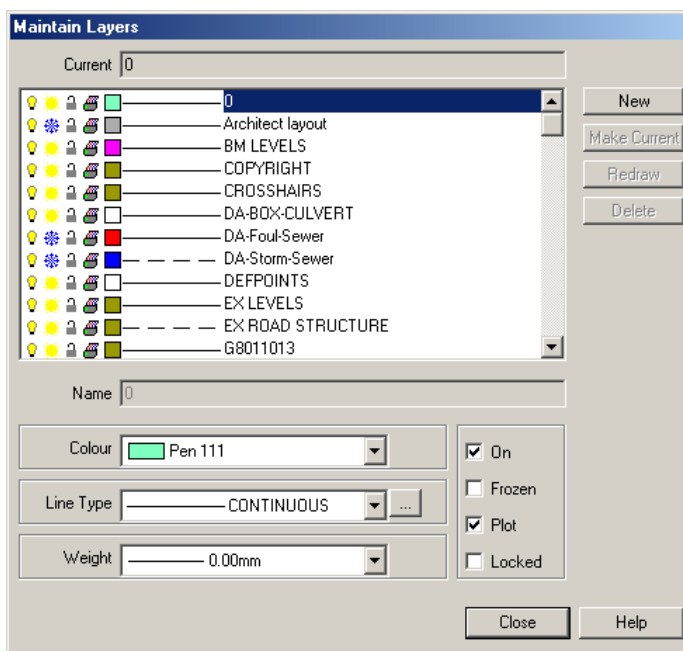 Maintain Layers
Current 0
0
Architect layout
BM LEVELS
COPYRIGHT
CROSSHAIRS
DA-BOX-CULVERT
DA-Foul-Sewer
DA-Storm-Sewer
DEFPOINTS
EX LEVELS
EX ROAD STRUCTURE
G8011013
New
Make Current
Redraw
Delete
Name 0
Colour Pen 111
Line Type CONTINUOUS ...
Weight 0.00mm
On
Frozen
Plot
Locked
Close Help